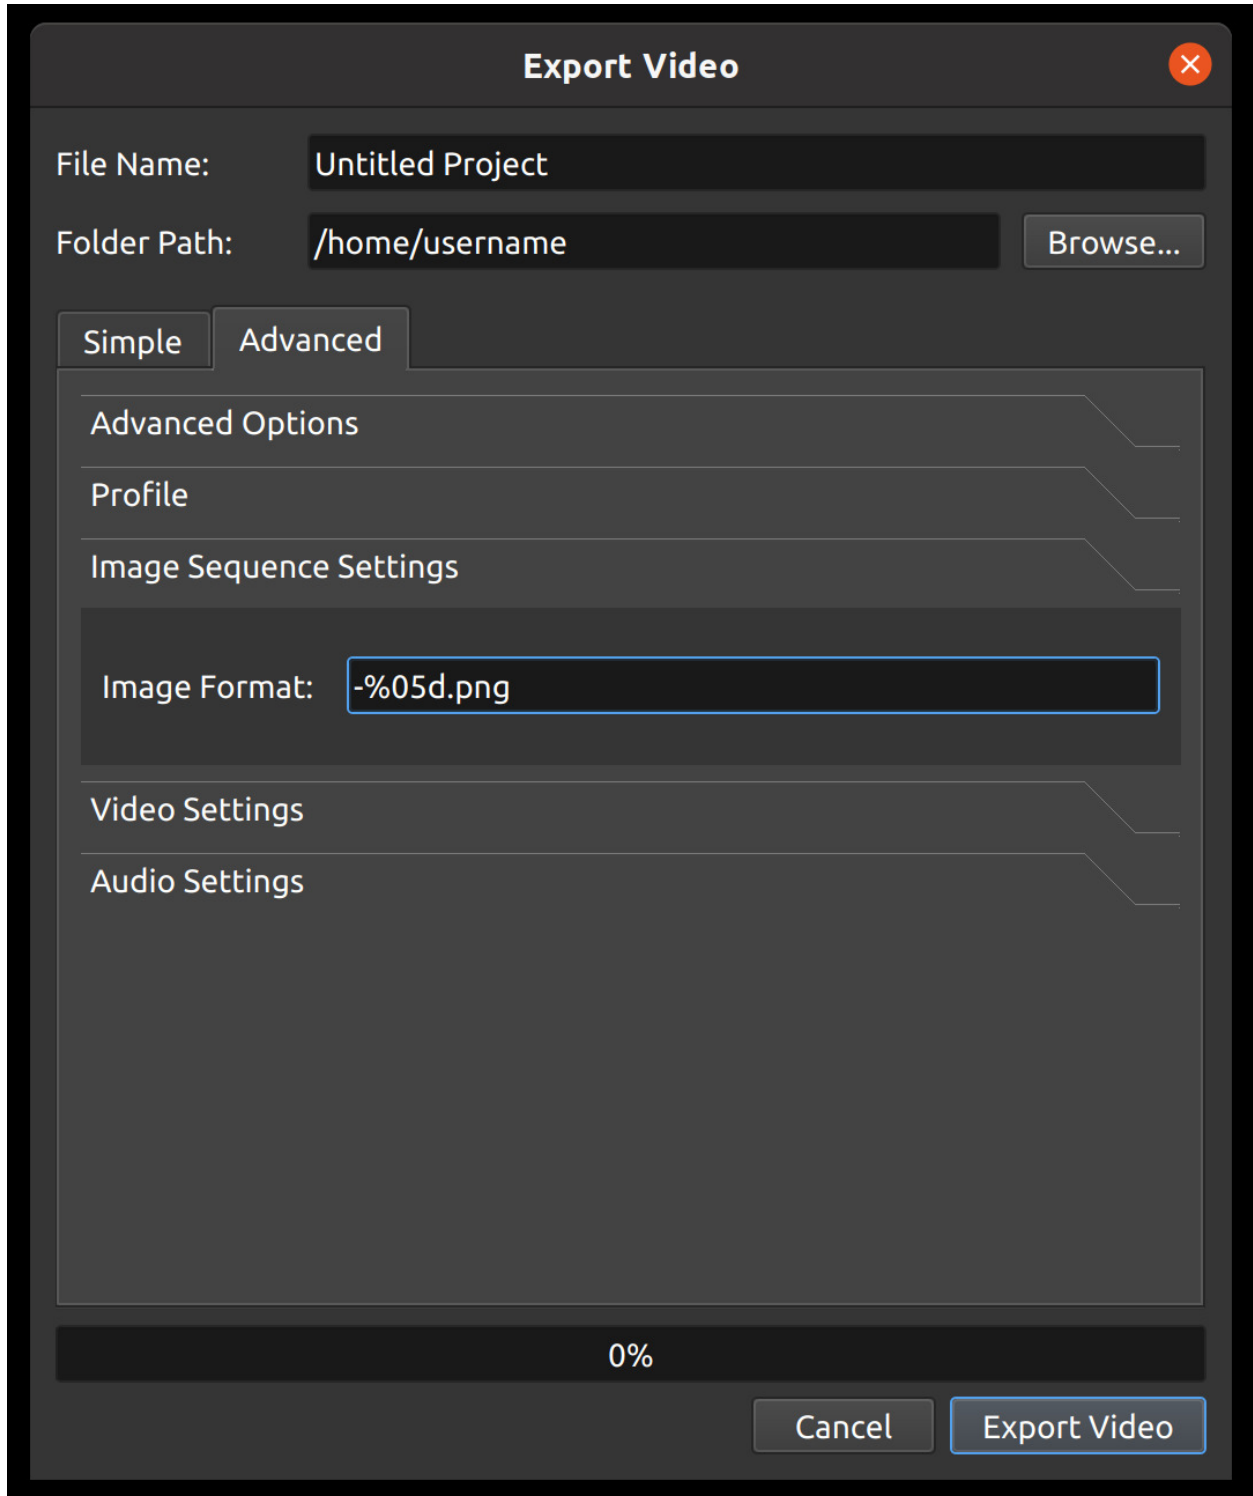 Export Video
File Name: Untitled Project
Folder Path: /home/username Browse...
Simple Advanced
Advanced Options
Profile
Image Sequence Settings
Image Format: -%05d.png
Video Settings
Audio Settings
0%
Cancel Export Video